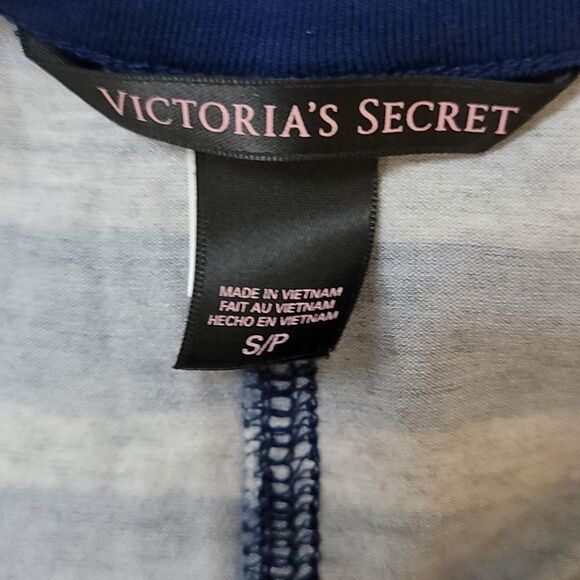 VICTORIA'S SECRET
MADE IN VIETNAM
FAIT AU VIETNAM
HECHO EN VIETNAM
S/P